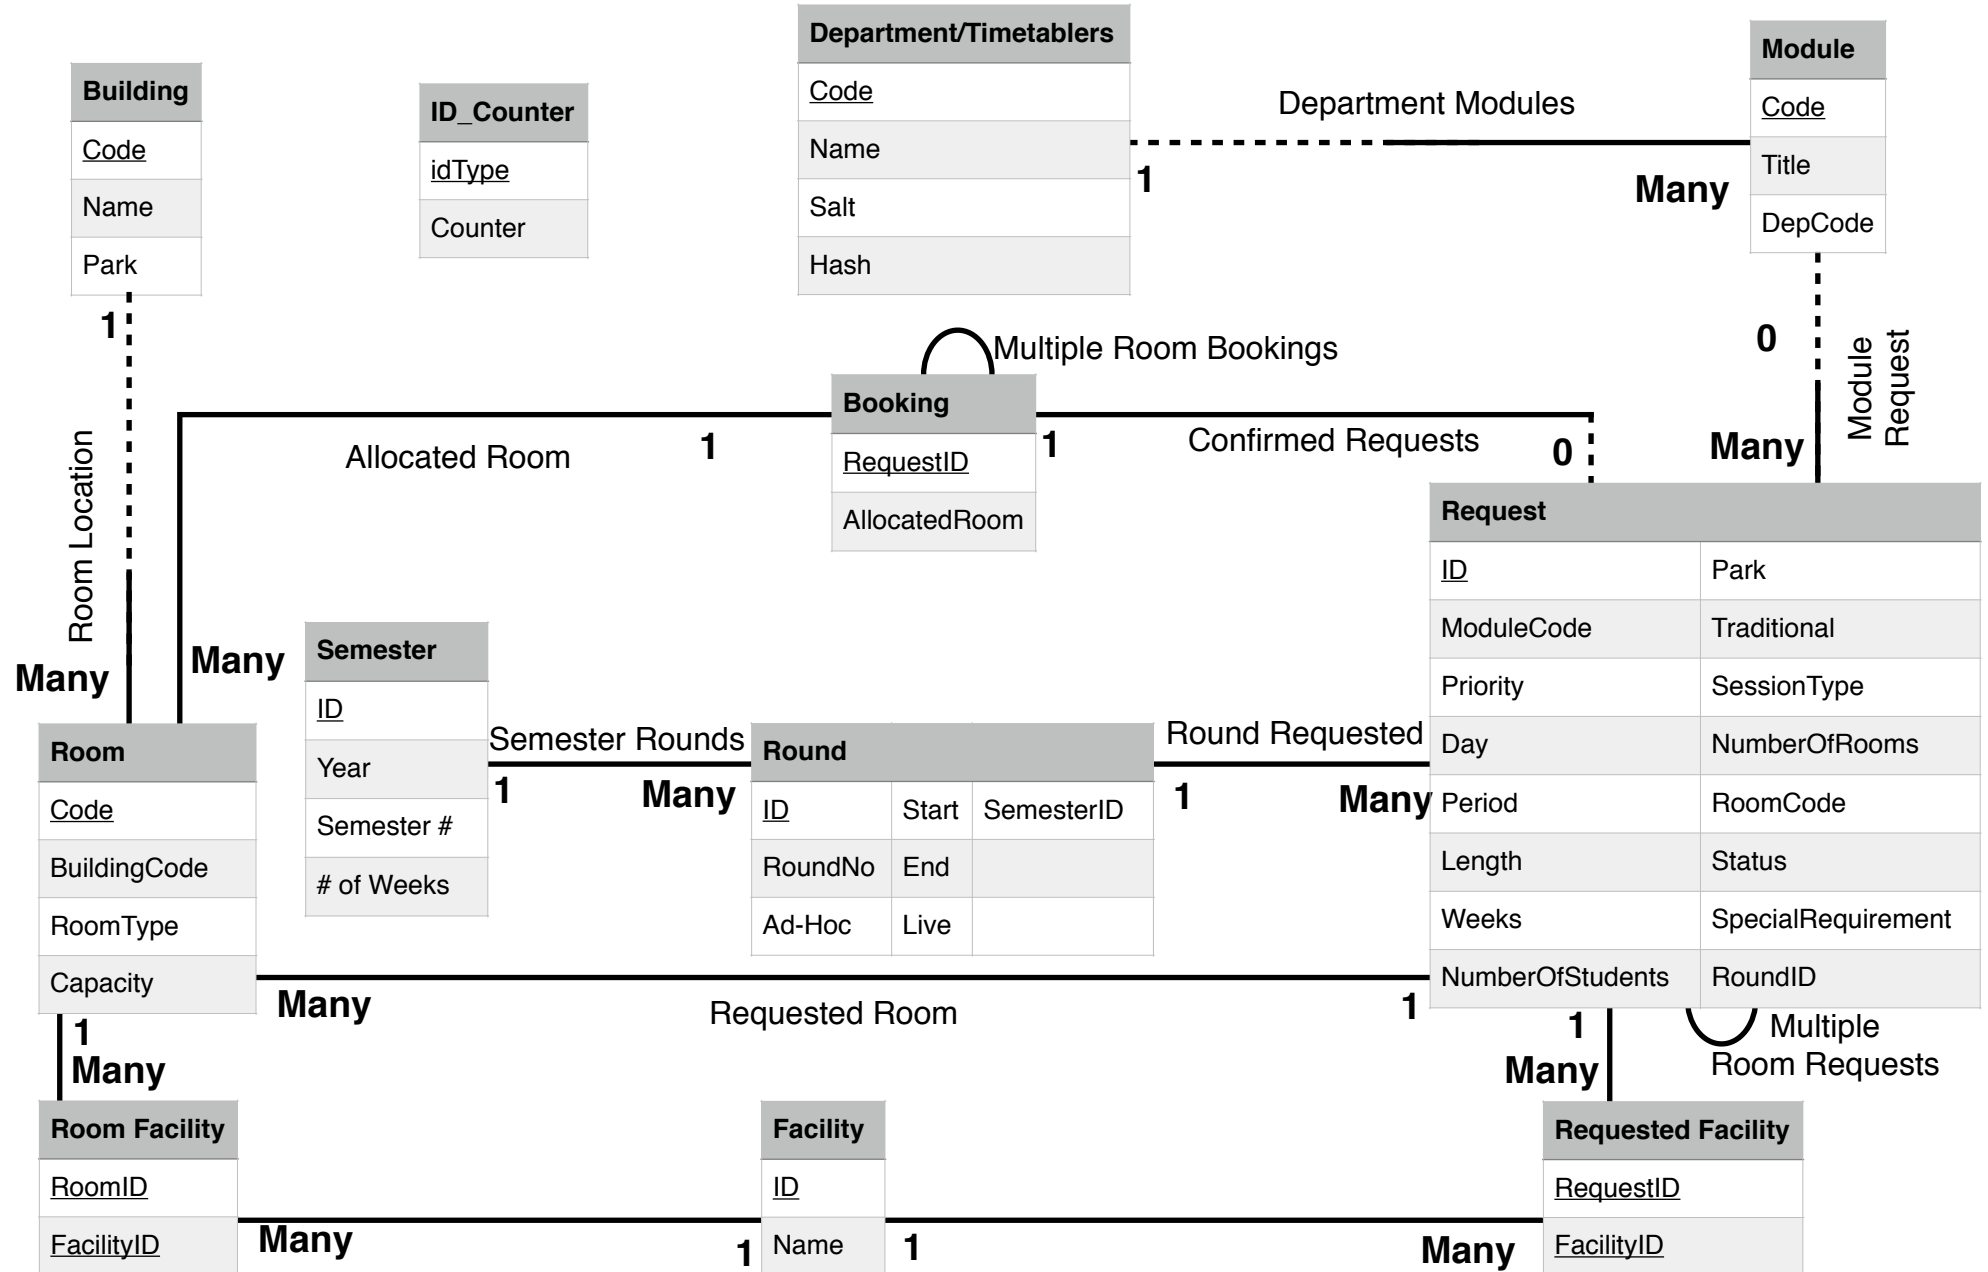 Department/Timetablers
Code
Name
Salt
Hash
Module
Code
Title
DepCode
Building
Code
Name
Park
ID_Counter
idType
Counter
Department Modules
1
Many
1
0
Module
Request
Many
Multiple Room Bookings
Booking
RequestID
AllocatedRoom
Allocated Room
1
1
Confirmed Requests
0
Room Location
Many
Many
Request
ID
Park
ModuleCode
Traditional
Priority
SessionType
Day
NumberOfRooms
Period
RoomCode
Length
Status
Weeks
SpecialRequirement
NumberOfStudents
RoundID
Semester
ID
Year
Semester #
# of Weeks
Semester Rounds
1
Many
Round
ID
Start
SemesterID
RoundNo
End
Ad-Hoc
Live
Round Requested
1
Many
Room
Code
BuildingCode
RoomType
Capacity
Many
Requested Room
1
1
Many
1
Many
Multiple
Room Requests
Room Facility
RoomID
FacilityID
Many
1
Facility
ID
Name
1
Many
Requested Facility
RequestID
FacilityID